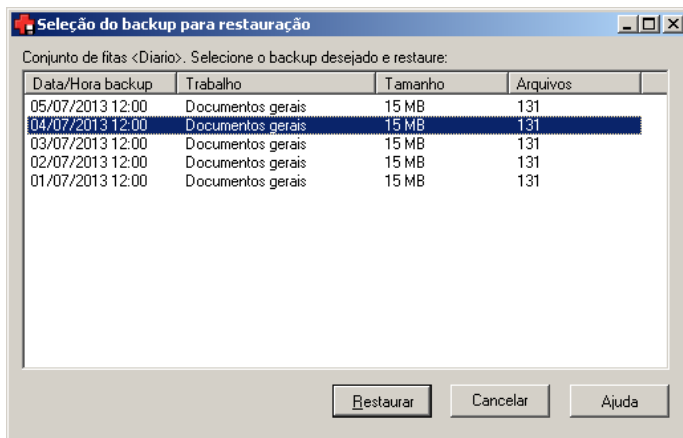 Seleção do backup para restauração
Conjunto de fitas <Diario>. Selecione o backup desejado e restaure:
Data/Hora backup Trabalho Tamanho Arquivos
05/07/2013 12:00 Documentos gerais 15 MB 131
04/07/2013 12:00 Documentos gerais 15 MB 131
03/07/2013 12:00 Documentos gerais 15 MB 131
02/07/2013 12:00 Documentos gerais 15 MB 131
01/07/2013 12:00 Documentos gerais 15 MB 131
Restaurar Cancelar Ajuda